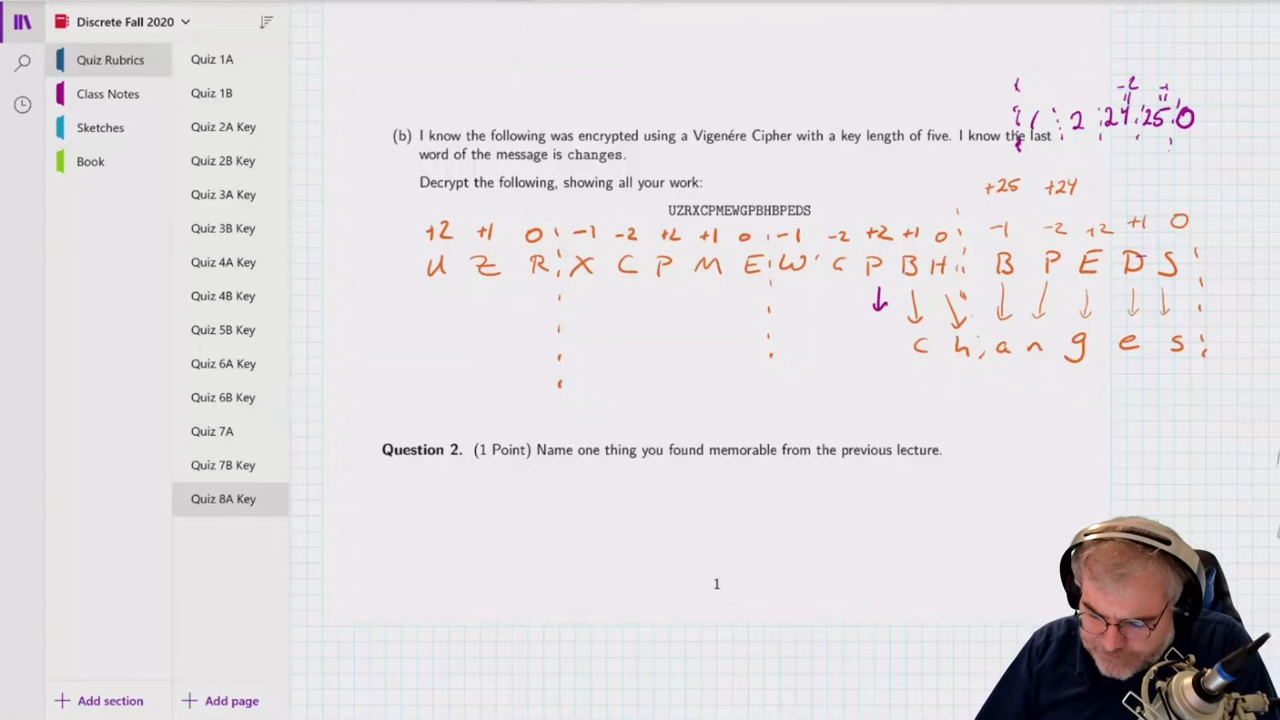 Discrete Fall 2020
Quiz Rubrics
Class Notes
Sketches
Book
Quiz 1A
Quiz 1B
Quiz 2A Key
Quiz 2B Key
Quiz 3A Key
Quiz 3B Key
Quiz 4A Key
Quiz 4B Key
Quiz 5B Key
Quiz 6A Key
Quiz 6B Key
Quiz 7A
Quiz 7B Key
Quiz 8A Key
Add section
Add page
-2 -1
2 24 25 0
(b) I know the following was encrypted using a Vigenére Cipher with a key length of five. I know the last
word of the message is changes.
Decrypt the following, showing all your work:
+25 +24
UZRXCPMEWGPBHBPEDS
+2 +1 0 -1 -2 +2 +1 0 -1 -2 +2 +1 0 -1 -2 +2 +1 0
U Z R X C P M E W G P B H B P E D S
c h a n g e s
Question 2. (1 Point) Name one thing you found memorable from the previous lecture.
1